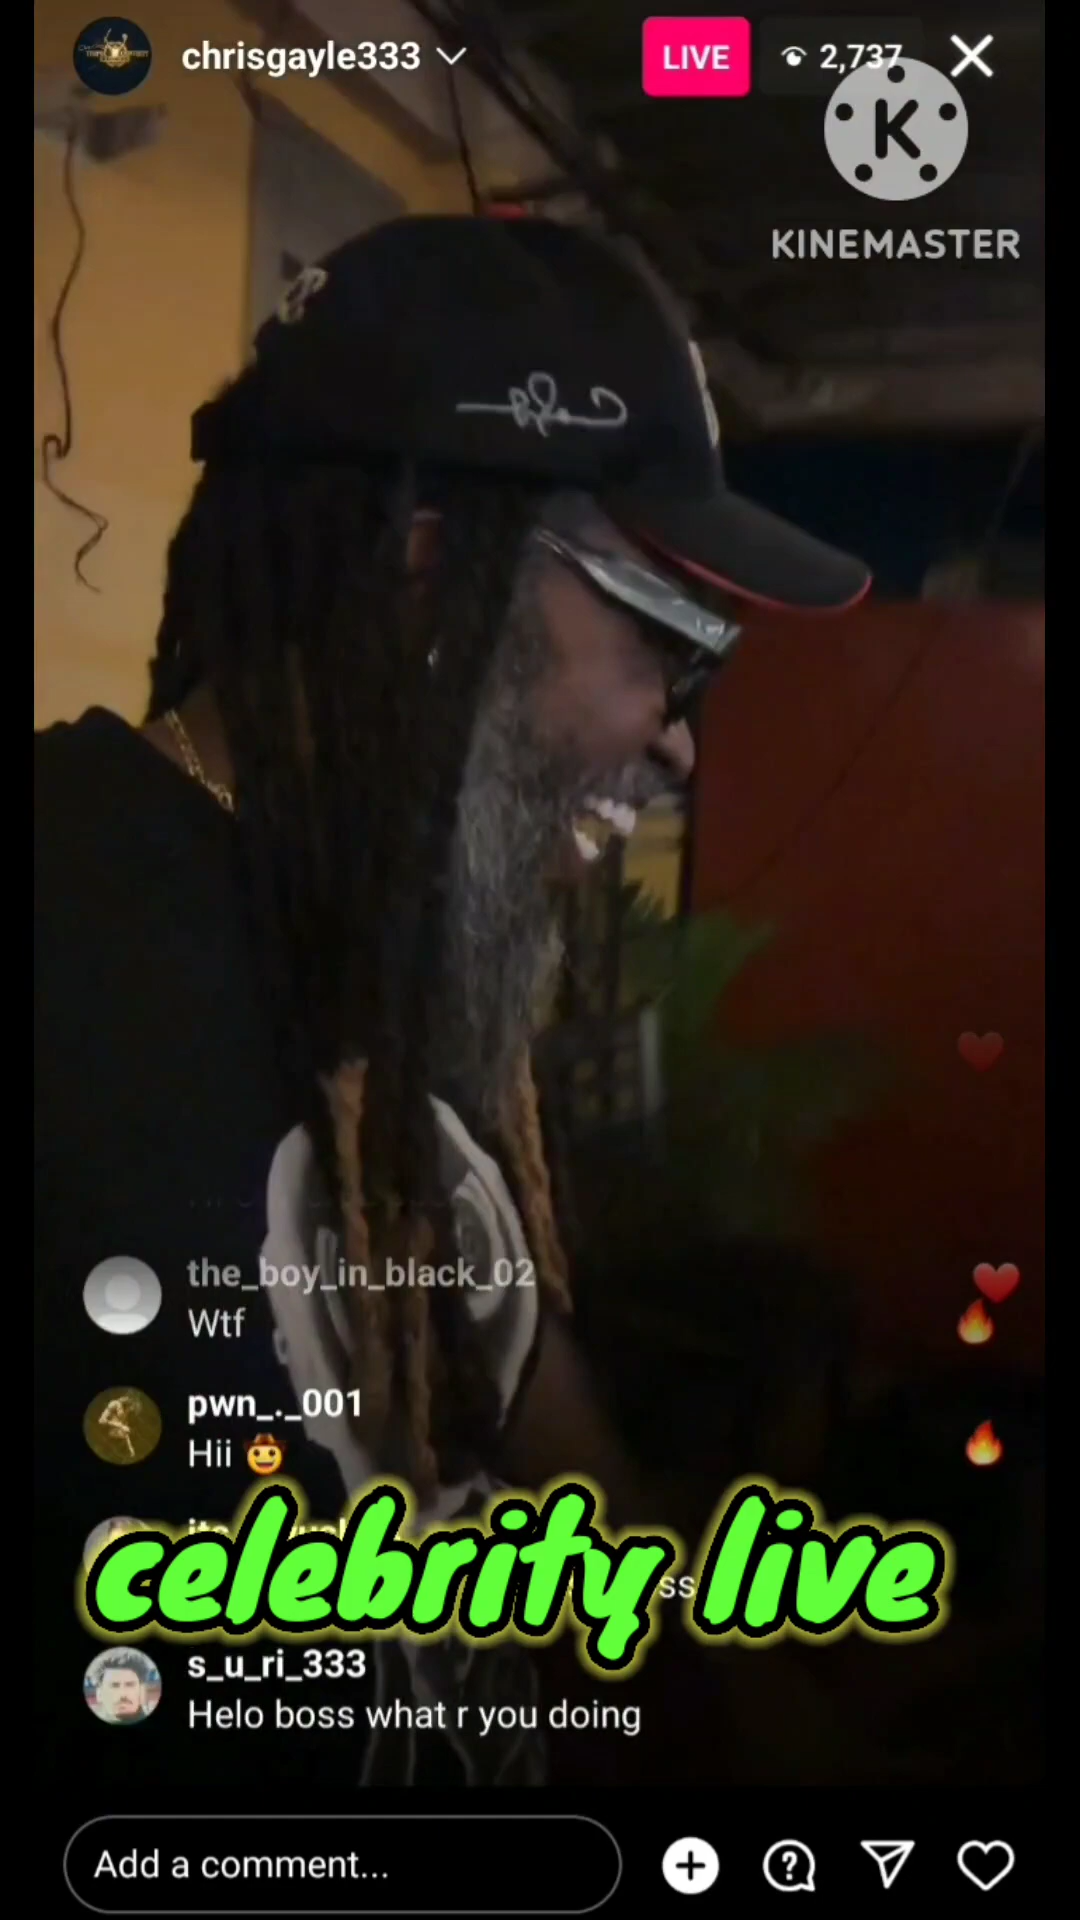 chrisgayle333
LIVE
2,737
K
KINEMASTER
the_boy_in_black_02
Wtf
pwn_._001
Hii 🤠
celebrity live
ss
s_u_ri_333
Helo boss what r you doing
Add a comment...